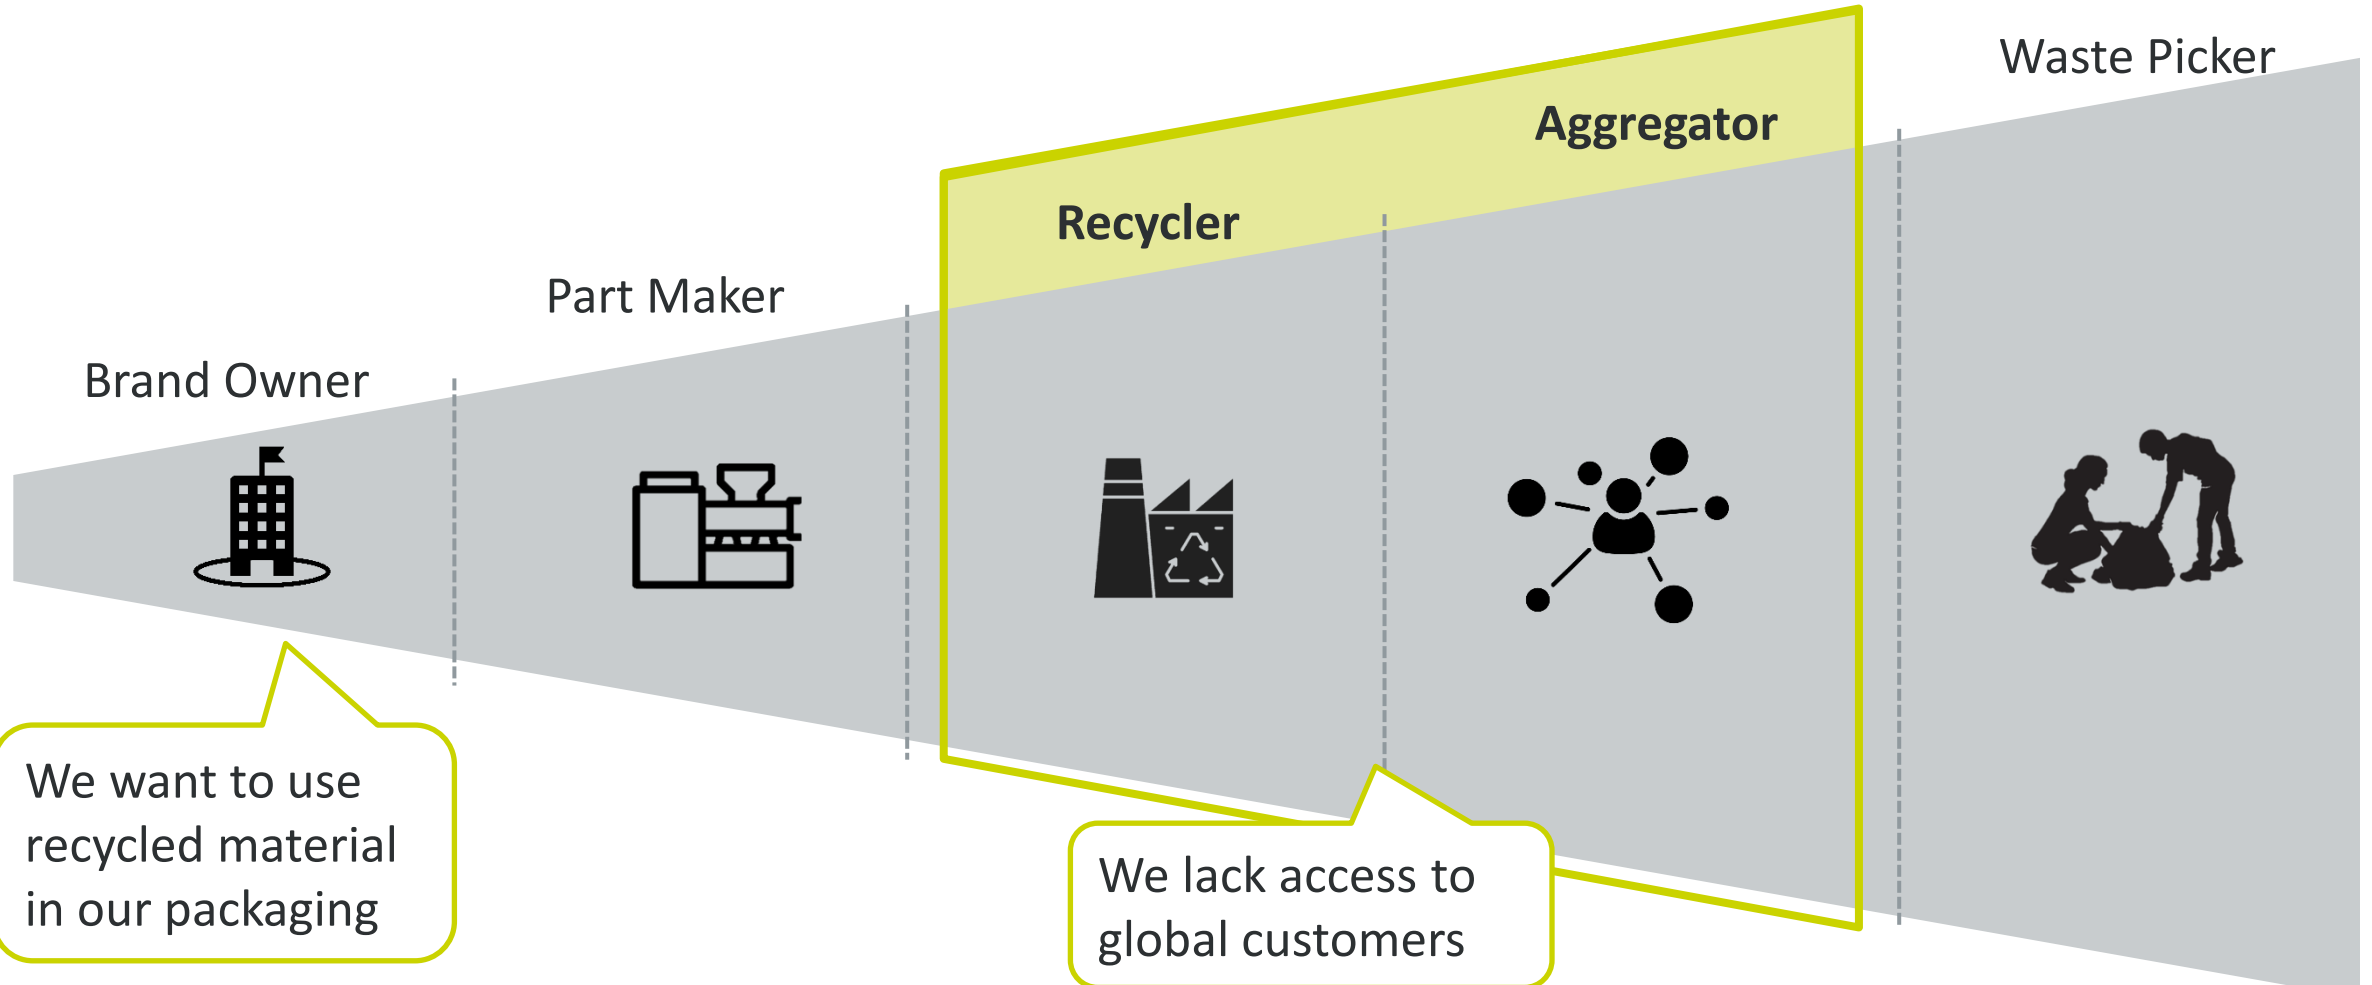 Brand Owner
Part Maker
Recycler
Aggregator
Waste Picker
We want to use
recycled material
in our packaging
We lack access to
global customers